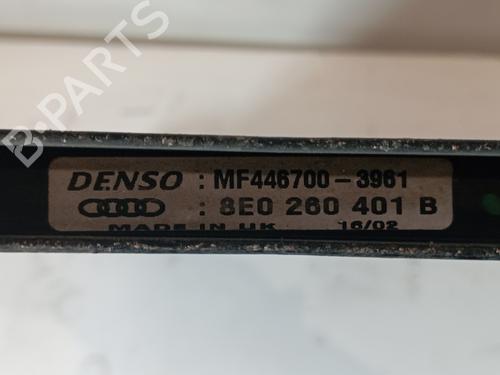 B-PARTS
DENSO : MF446700-3961
: 8E0 260 401 B
MADE IN UK 16/02